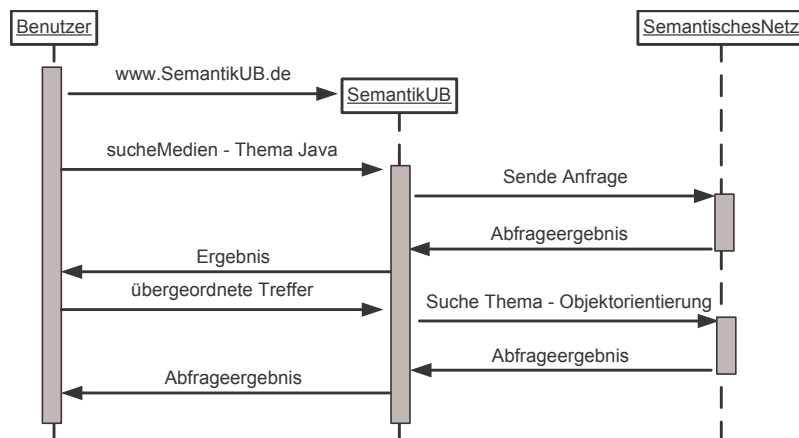 Benutzer
SemantischesNetz
www.SemantikUB.de
SemantikUB
sucheMedien - Thema Java
Sende Anfrage
Abfrageergebnis
Ergebnis
übergeordnete Treffer
Suche Thema - Objektorientierung
Abfrageergebnis
Abfrageergebnis